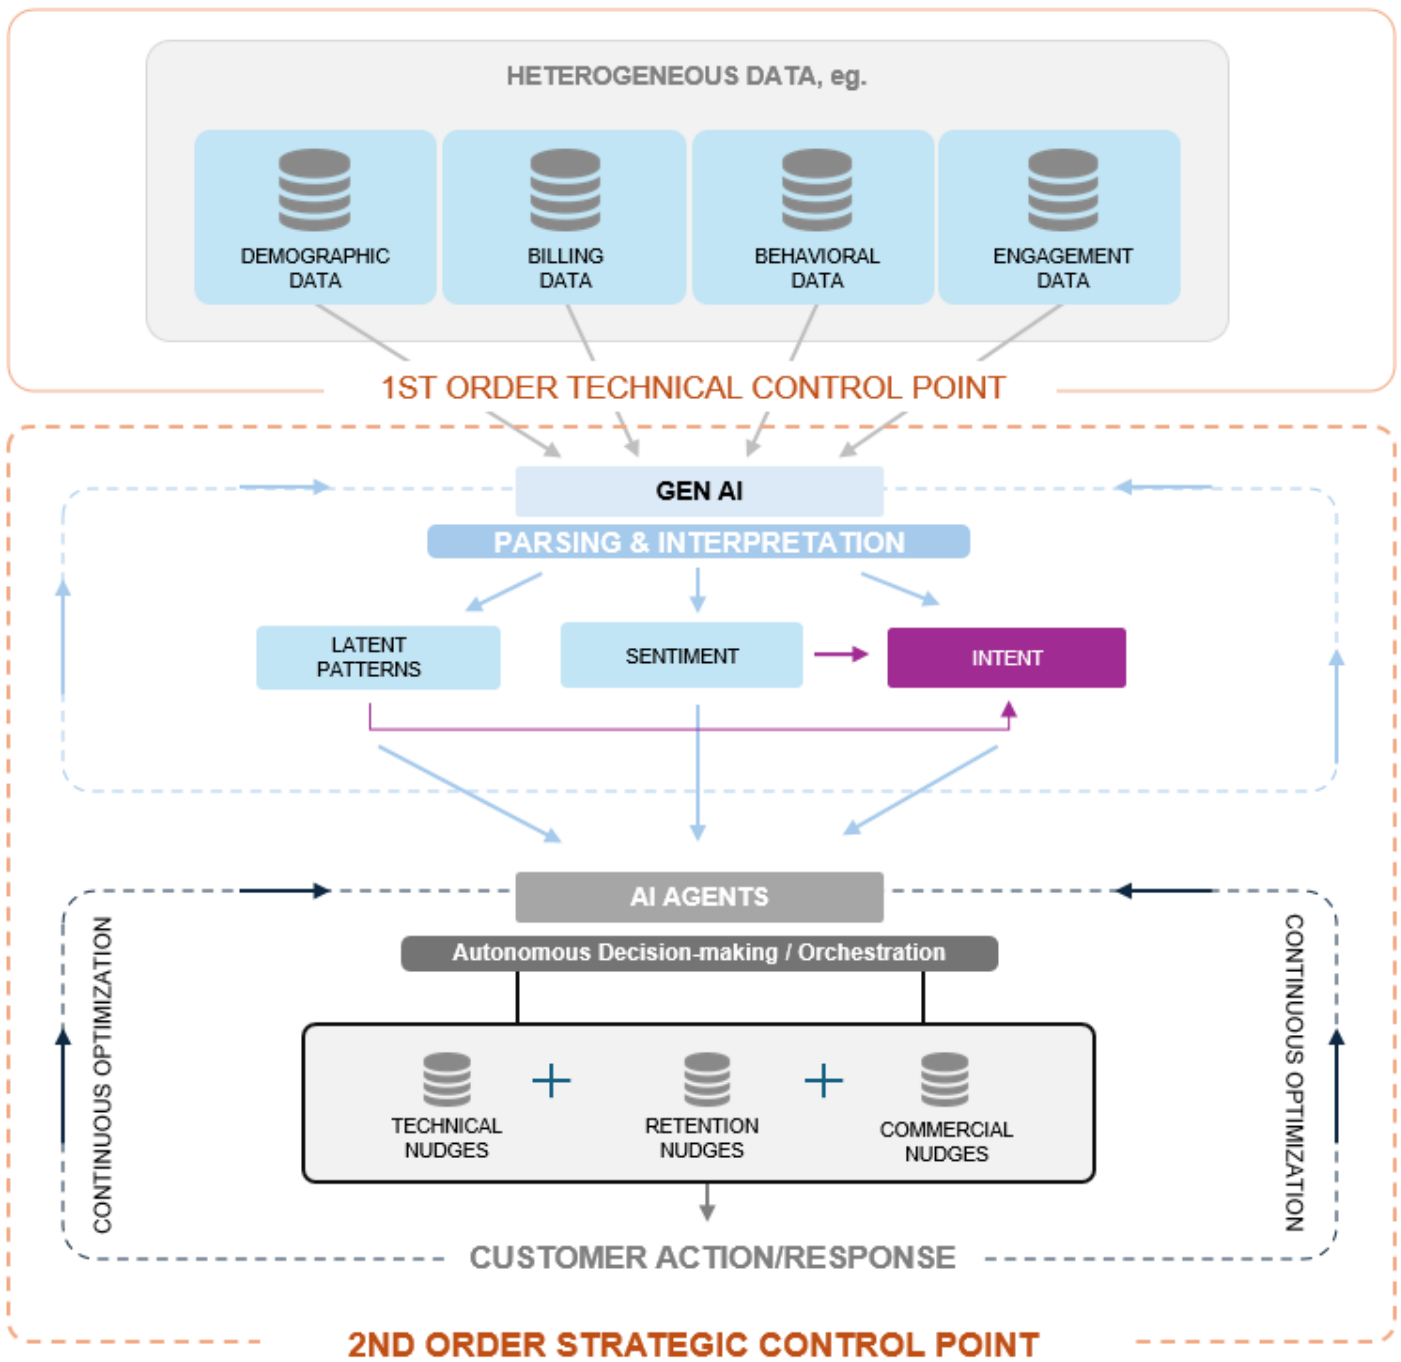 HETEROGENEOUS DATA, eg.
DEMOGRAPHIC
DATA
BILLING
DATA
BEHAVIORAL
DATA
ENGAGEMENT
DATA
1ST ORDER TECHNICAL CONTROL POINT
GEN AI
PARSING & INTERPRETATION
LATENT
PATTERNS
SENTIMENT
INTENT
AI AGENTS
Autonomous Decision-making / Orchestration
CONTINUOUS OPTIMIZATION
CONTINUOUS OPTIMIZATION
TECHNICAL
NUDGES
RETENTION
NUDGES
COMMERCIAL
NUDGES
CUSTOMER ACTION/RESPONSE
2ND ORDER STRATEGIC CONTROL POINT